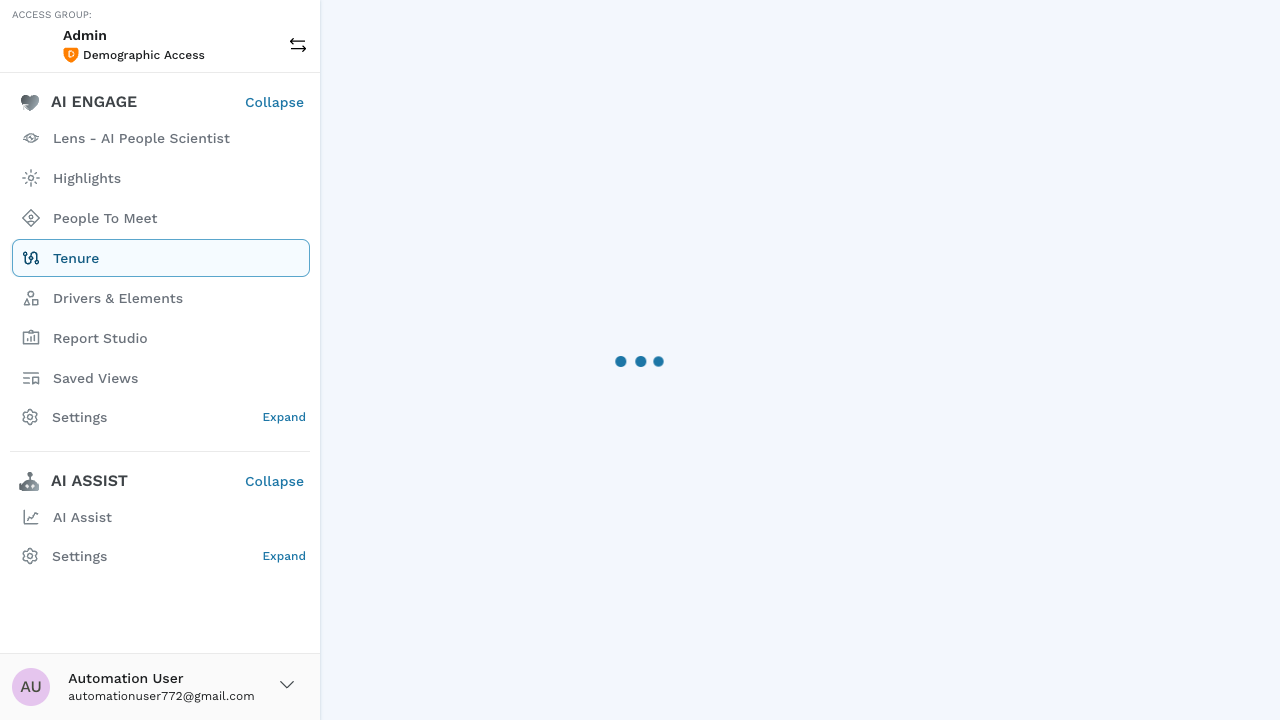 ACCESS GROUP:
Admin
Demographic Access
AI ENGAGE
Collapse
Lens - AI People Scientist
Highlights
People To Meet
Tenure
Drivers & Elements
Report Studio
Saved Views
Settings
Expand
AI ASSIST
Collapse
AI Assist
Settings
Expand
AU
Automation User
automationuser772@gmail.com